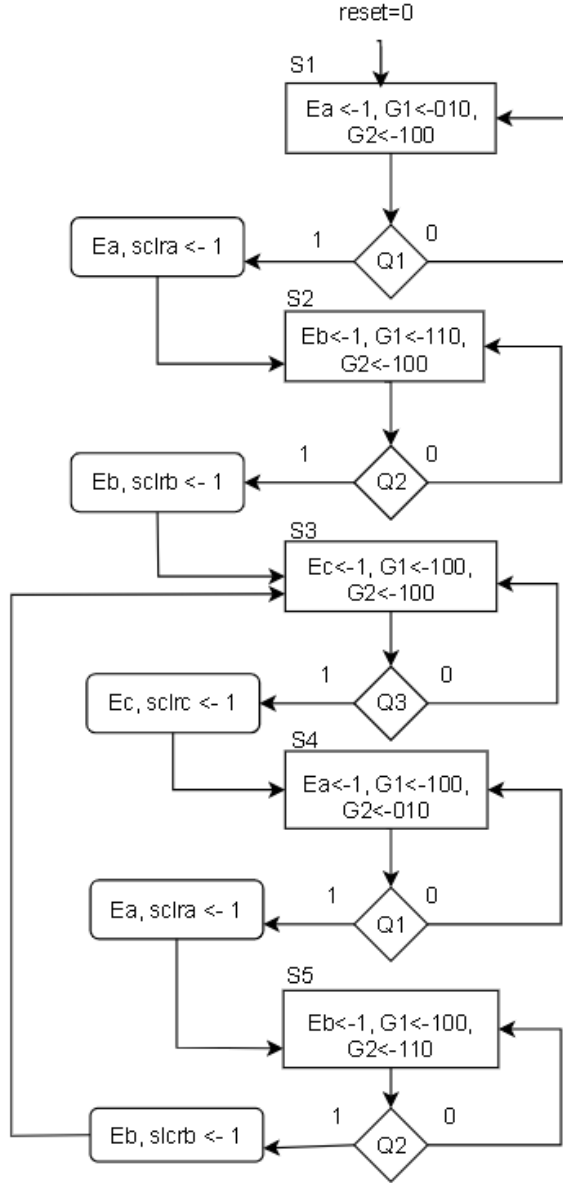 reset=0
S1
Ea <-1, G1<-010,
G2<-100
1
0
Q1
Ea, sclra <- 1
S2
Eb<-1, G1<-110,
G2<-100
1
0
Q2
Eb, sclrb <- 1
S3
Ec<-1, G1<-100,
G2<-100
1
0
Q3
Ec, sclrc <- 1
S4
Ea<-1, G1<-100,
G2<-010
1
0
Q1
Ea, sclra <- 1
S5
Eb<-1, G1<-100,
G2<-110
1
0
Q2
Eb, slcrb <- 1